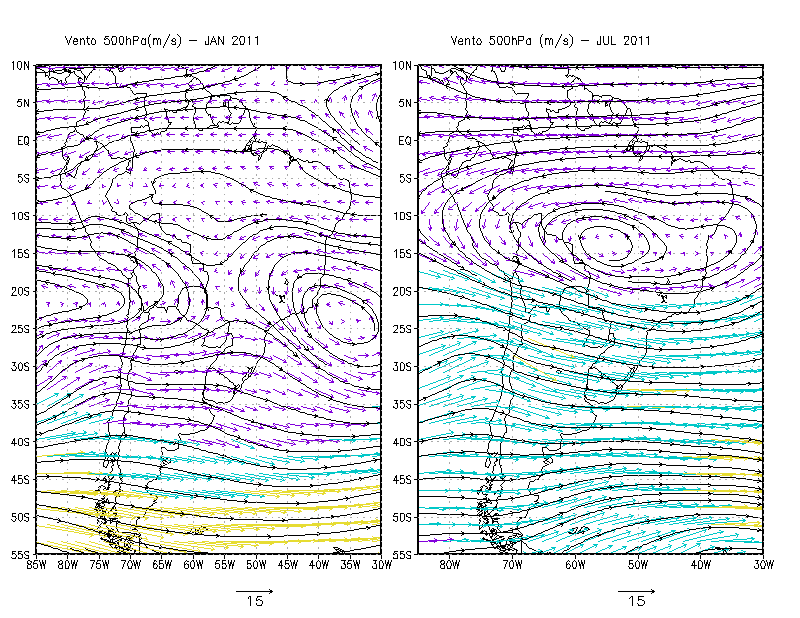 Vento 500hPa(m/s) – JAN 2011
Vento 500hPa (m/s) – JUL 2011
10N
5N
EQ
5S
10S
15S
20S
25S
30S
35S
40S
45S
50S
55S
85W 80W 75W 70W 65W 60W 55W 50W 45W 40W 35W 30W
10N
5N
EQ
5S
10S
15S
20S
25S
30S
35S
40S
45S
50S
55S
80W 70W 60W 50W 40W 30W
15
15